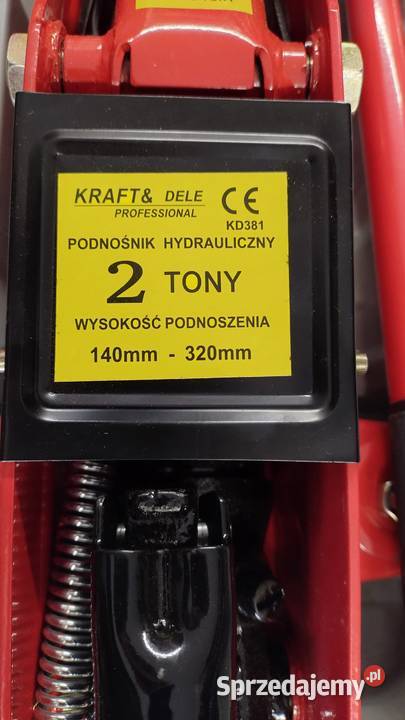 KRAFT& DELE
PROFESSIONAL
KD381
CE
PODNOŚNIK HYDRAULICZNY
2 TONY
WYSOKOŚĆ PODNOSZENIA
140mm - 320mm
Sprzedajemy.pl